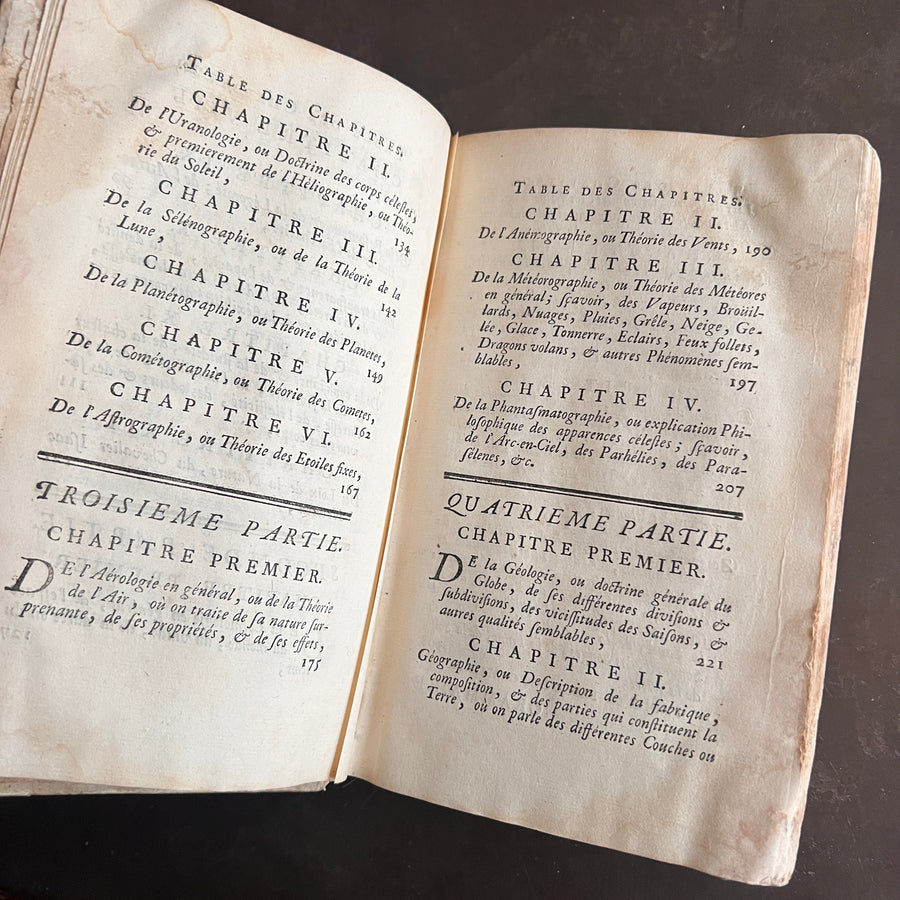 TABLE DES CHAPITRES.
CHAPITRE II.
De l'Uranologie, ou Doctrine des corps célestes,
& premierement de l'Héliographie, ou Théo-
rie du Soleil, 134
CHAPITRE III.
De la Sélénographie, ou de la Théorie de la
Lune, 142
CHAPITRE IV.
De la Planétographie, ou Théorie des Planetes,
149
CHAPITRE V.
De la Cométographie, ou Théorie des Cometes,
162
CHAPITRE VI.
De l'Astrographie, ou Théorie des Etoiles fixes,
167
TROISIEME PARTIE.
CHAPITRE PREMIER.
DE l'Aérologie en général, ou de la Théorie
de l'Air, où on traite de sa nature sur-
prenante, de ses propriétés, & de ses effets,
175
TABLE DES CHAPITRES.
CHAPITRE II.
De l'Anémographie, ou Théorie des Vents, 190
CHAPITRE III.
De la Météorographie, ou Théorie des Météores
en général; sçavoir, des Vapeurs, Broüil-
lards, Nuages, Pluies, Grêle, Neige, Ge-
lée, Glace, Tonnerre, Eclairs, Feux follets,
Dragons volans, & autres Phénomènes sem-
blables, 197
CHAPITRE IV.
De la Phantasmatographie, ou explication Phi-
losophique des apparences célestes; sçavoir,
de l'Arc-en-Ciel, des Parhélies, des Para-
sélenes, &c. 207
QUATRIEME PARTIE.
CHAPITRE PREMIER.
DE la Géologie, ou doctrine générale du
Globe, de ses différentes divisions &
subdivisions, des vicissitudes des Saisons, &
autres qualités semblables, 221
CHAPITRE II.
Géographie, ou Description de la fabrique,
composition, & des parties qui constituent la
Terre, où on parle des différentes Couches ou